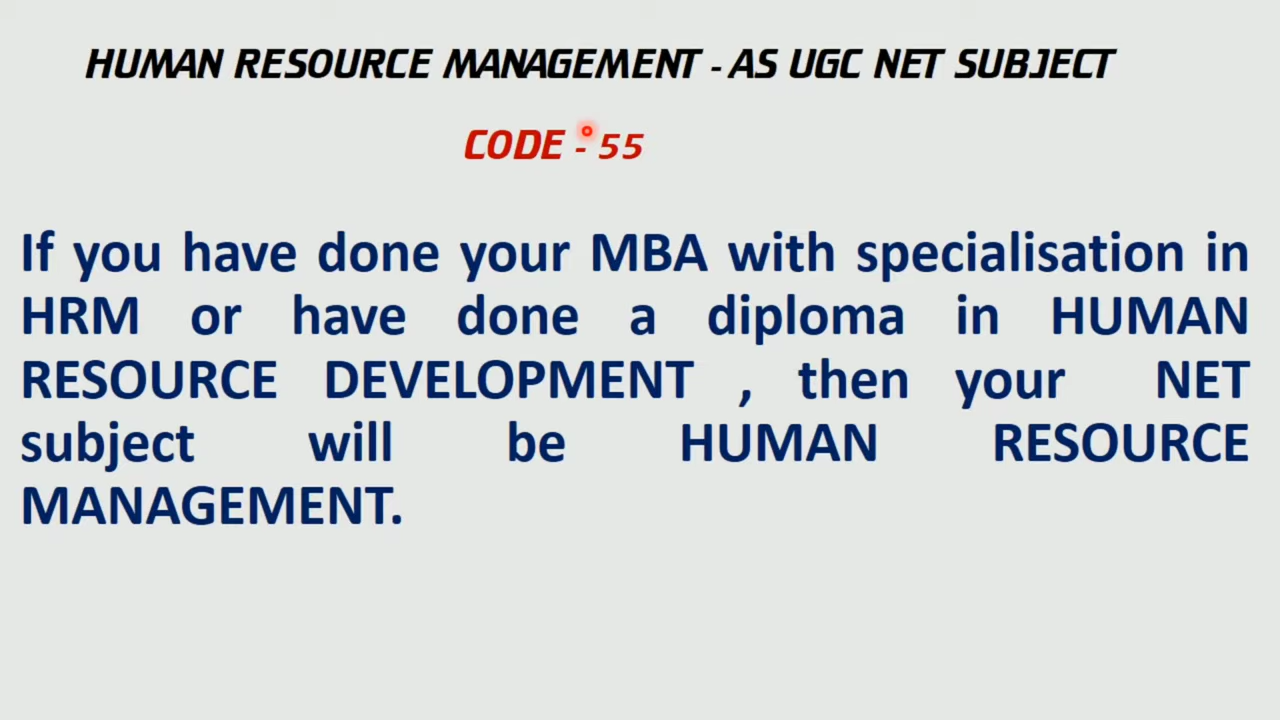 HUMAN RESOURCE MANAGEMENT - AS UGC NET SUBJECT
CODE - 55
If you have done your MBA with specialisation in
HRM or have done a diploma in HUMAN
RESOURCE DEVELOPMENT , then your NET
subject will be HUMAN RESOURCE
MANAGEMENT.